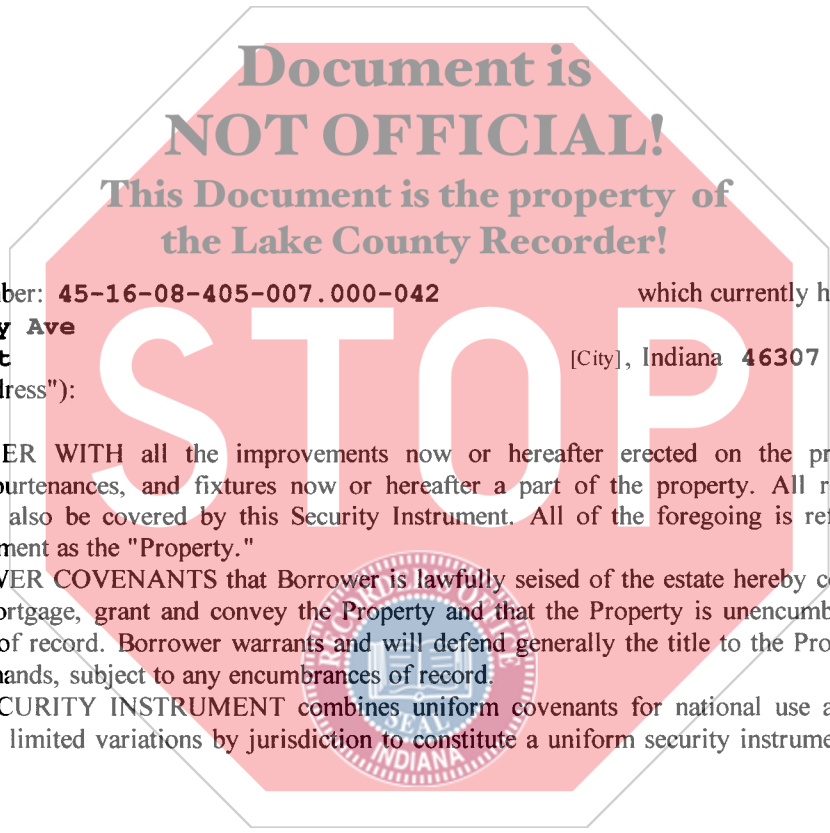 Document is
NOT OFFICIAL!
This Document is the property of
the Lake County Recorder!
ber: 45-16-08-405-007.000-042 which currently h
y Ave
t [City], Indiana 46307
dress"):
STOP
ER WITH all the improvements now or hereafter erected on the pr
purtenances, and fixtures now or hereafter a part of the property. All r
also be covered by this Security Instrument. All of the foregoing is ref
ment as the "Property."
WER COVENANTS that Borrower is lawfully seised of the estate hereby c
ortgage, grant and convey the Property and that the Property is unencumb
of record. Borrower warrants and will defend generally the title to the Pro
mands, subject to any encumbrances of record.
CURITY INSTRUMENT combines uniform covenants for national use a
limited variations by jurisdiction to constitute a uniform security instrume
RECORDER'S OFFICE
SEAL
INDIANA